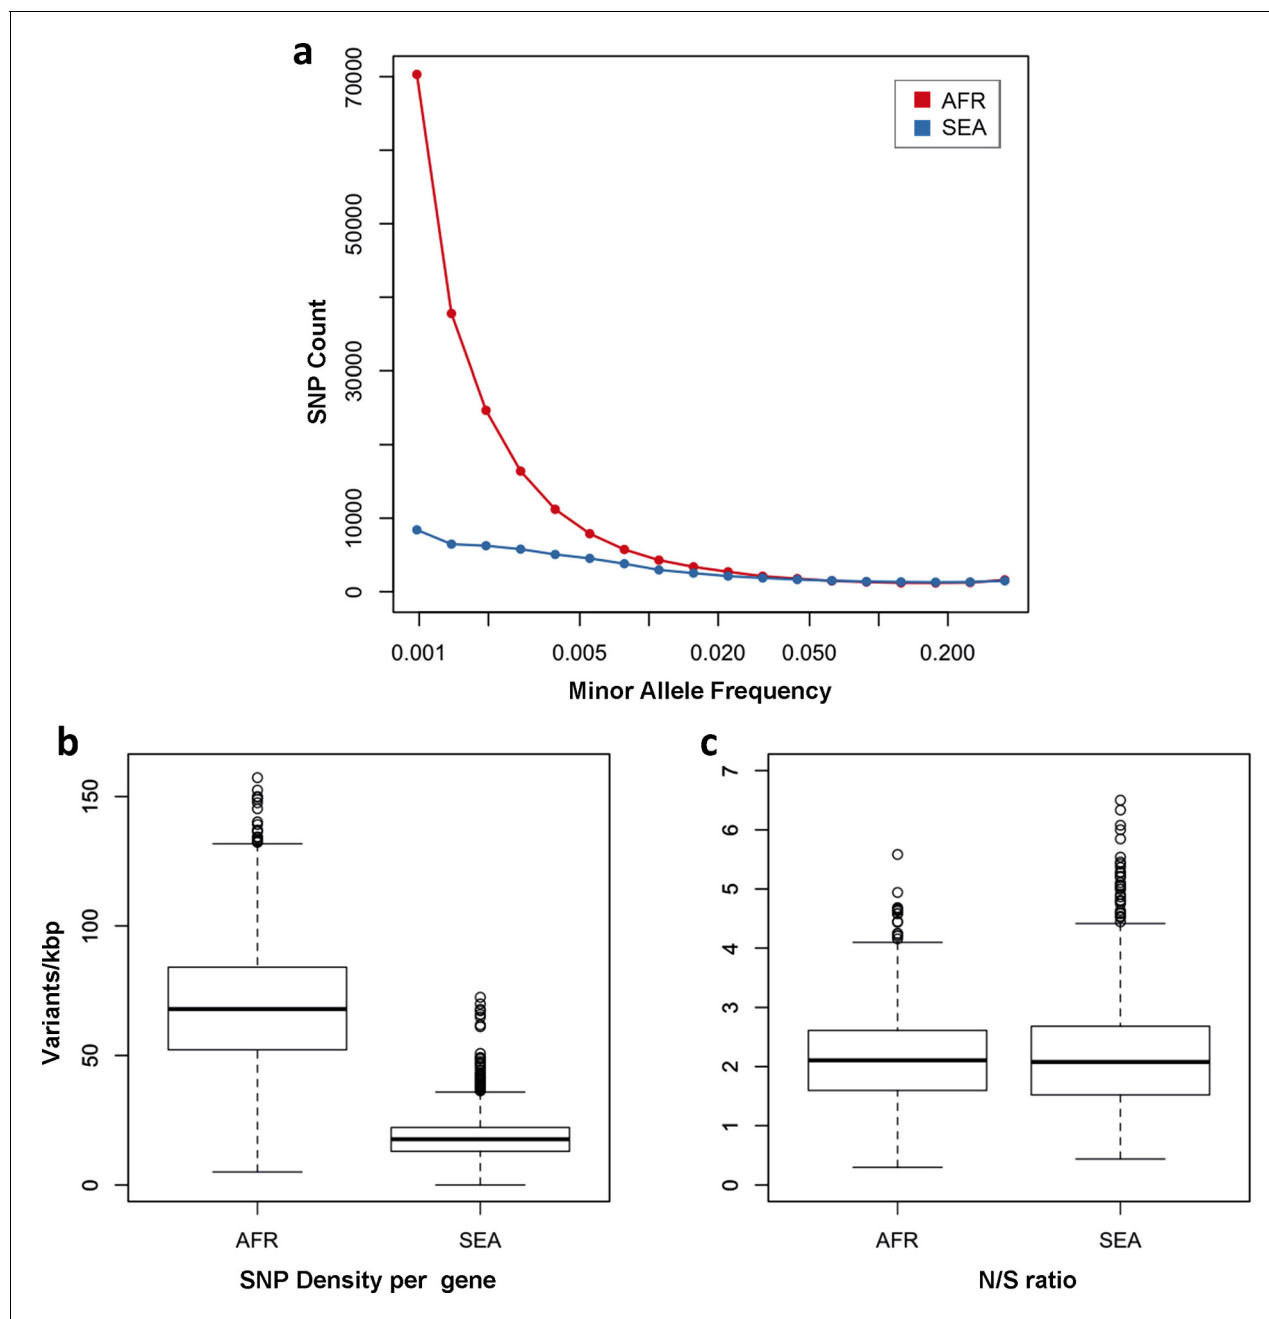 a
70000
50000
30000
10000
0
SNP Count
AFR
SEA
0.001 0.005 0.020 0.050 0.200
Minor Allele Frequency
b
150
100
50
0
Variants/kbp
AFR SEA
SNP Density per gene
c
7
6
5
4
3
2
1
0
AFR SEA
N/S ratio